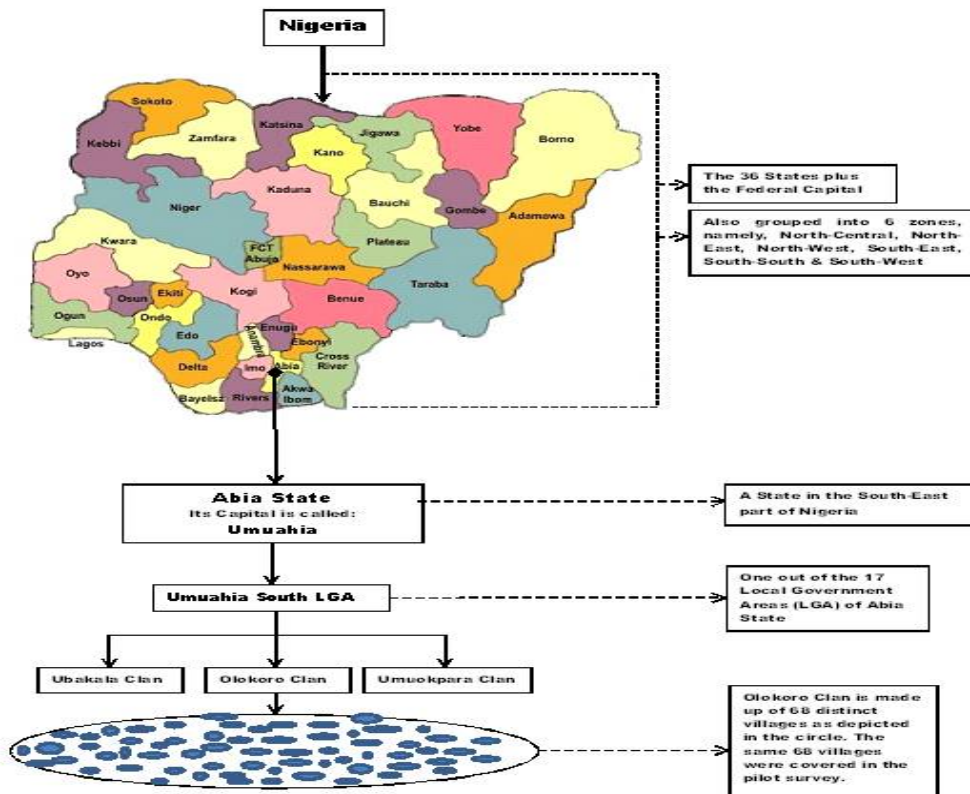 Nigeria
Sokoto
Katsina
Jigawa
Yobe
Borno
Kebbi
Zamfara
Kano
The 36 States plus
the Federal Capital
Kaduna
Bauchi
Gombe
Adamawa
Niger
Also grouped into 6 zones,
namely, North-Central, North-
East, North-West, South-East,
South-South & South-West
Kwara
FCT
Abuja
Plateau
Nassarawa
Taraba
Oyo
Kogi
Benue
Osun
Ekiti
Ogun
Ondo
Edo
Anambra
Enugu
Ebonyi
Lagos
Cross
River
Delta
Imo
Abia
Bayelsz
Rivers
Akwa
Ibom
Abia State
Its Capital is called:
Umuahia
A State in the South-East
part of Nigeria
Umuahia South LGA
One out of the 17
Local Government
Areas (LGA) of Abia
State
Ubakala Clan
Olokoro Clan
Umuokpara Clan
Olokoro Clan is made
up of 68 distinct
villages as depicted
in the circle. The
same 68 villages
were covered in the
pilot survey.